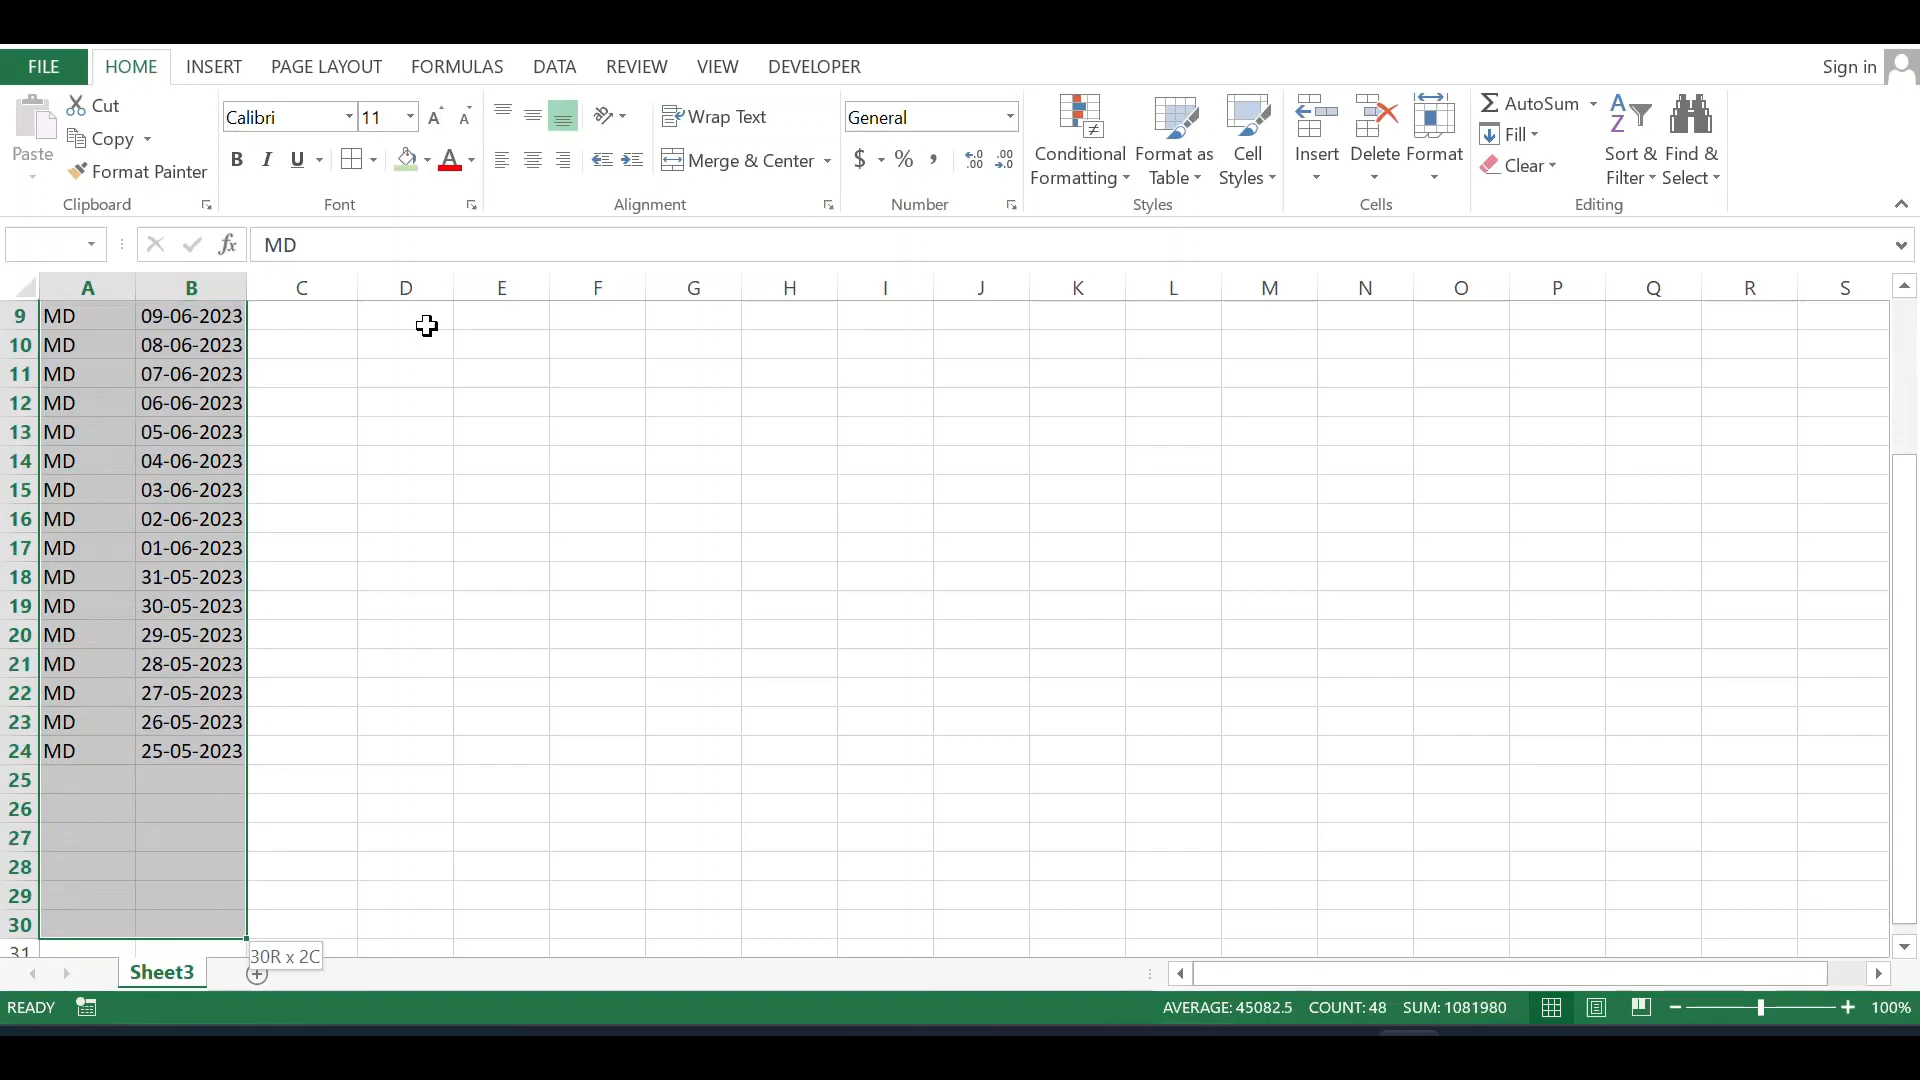 FILE HOME INSERT PAGE LAYOUT FORMULAS DATA REVIEW VIEW DEVELOPER Sign in
Paste
Cut
Copy
Format Painter
Clipboard
Calibri 11
A A
B I U A
Font
Wrap Text
Merge & Center
Alignment
General
$ % , .00 .00
Number
Conditional Formatting
Format as Table
Cell Styles
Styles
Insert Delete Format
Cells
AutoSum
Fill
Clear
Sort & Filter
Find & Select
Editing
fx MD
A B C D E F G H I J K L M N O P Q R S
9 MD 09-06-2023
10 MD 08-06-2023
11 MD 07-06-2023
12 MD 06-06-2023
13 MD 05-06-2023
14 MD 04-06-2023
15 MD 03-06-2023
16 MD 02-06-2023
17 MD 01-06-2023
18 MD 31-05-2023
19 MD 30-05-2023
20 MD 29-05-2023
21 MD 28-05-2023
22 MD 27-05-2023
23 MD 26-05-2023
24 MD 25-05-2023
25
26
27
28
29
30
31
30R x 2C
Sheet3
READY AVERAGE: 45082.5 COUNT: 48 SUM: 1081980 100%